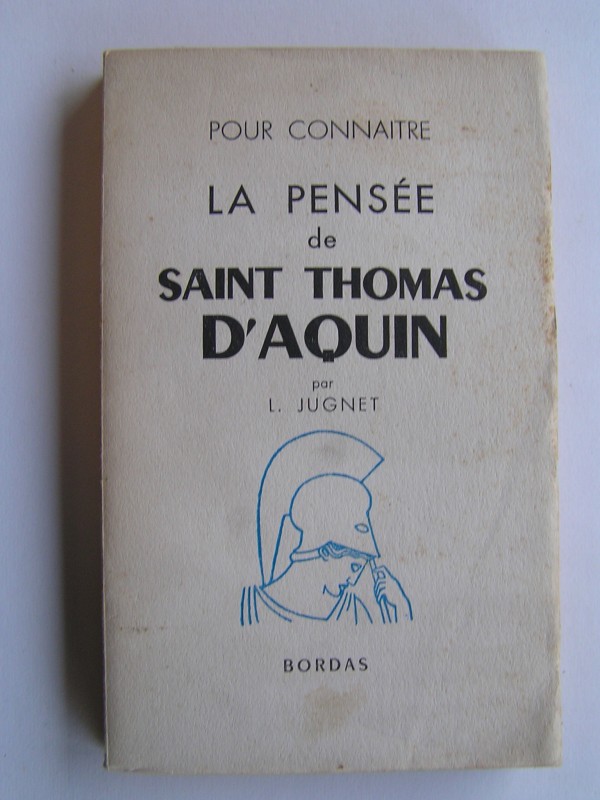 POUR CONNAITRE
LA PENSÉE
de
SAINT THOMAS
D'AQUIN
par
L. JUGNET
BORDAS